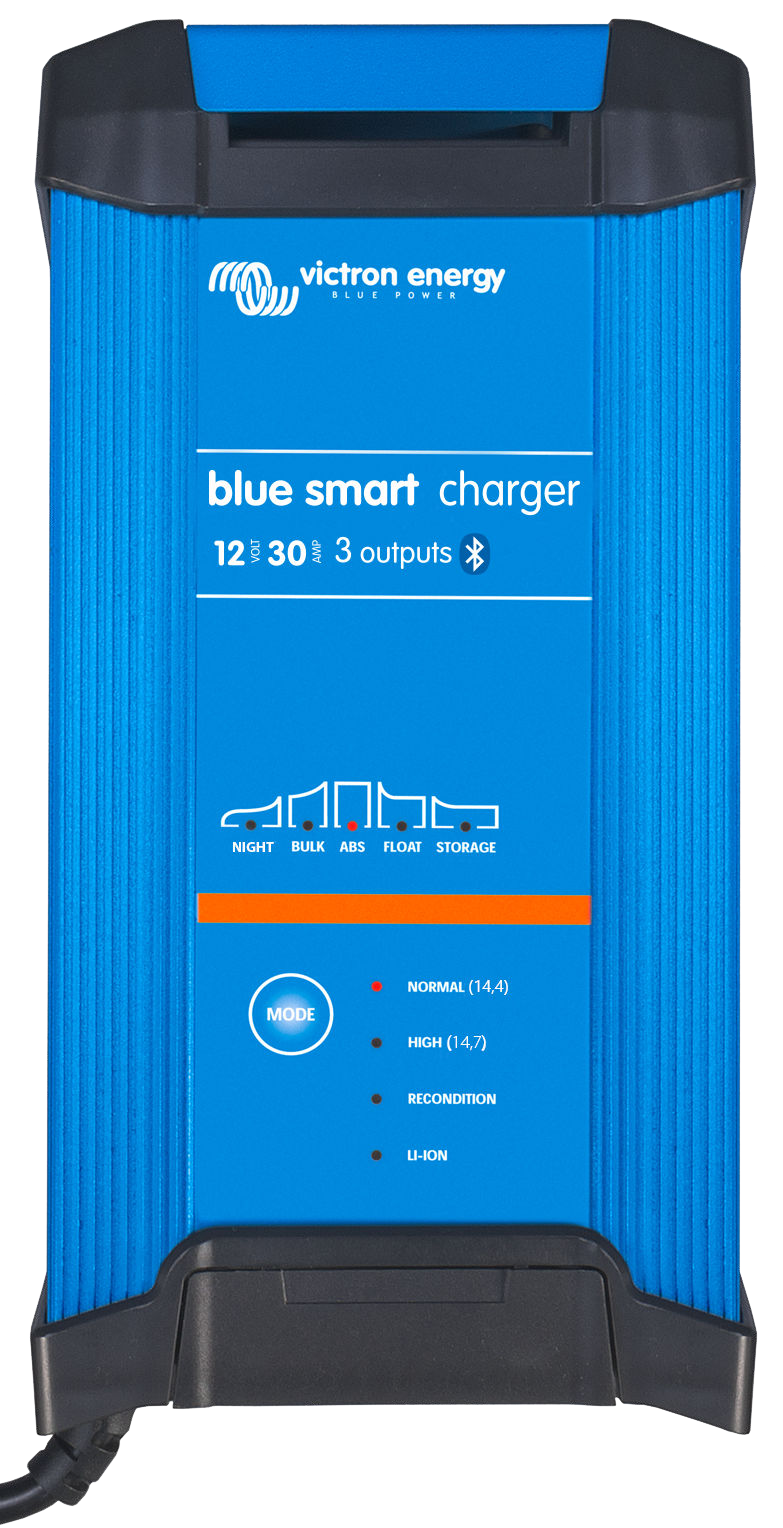 victron energy
BLUE POWER
blue smart charger
12 VOLT 30 AMP 3 outputs
NIGHT BULK ABS FLOAT STORAGE
MODE
NORMAL (14,4)
HIGH (14,7)
RECONDITION
LI-ION